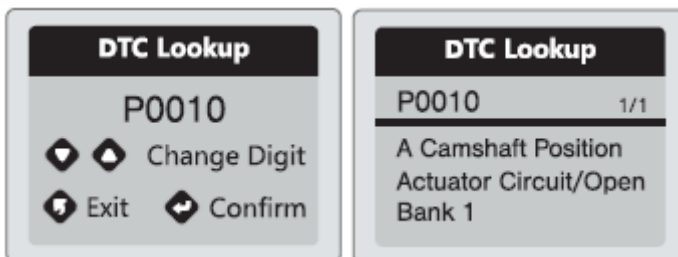 DTC Lookup
P0010
Change Digit
Exit Confirm
DTC Lookup
P0010 1/1
A Camshaft Position
Actuator Circuit/Open
Bank 1